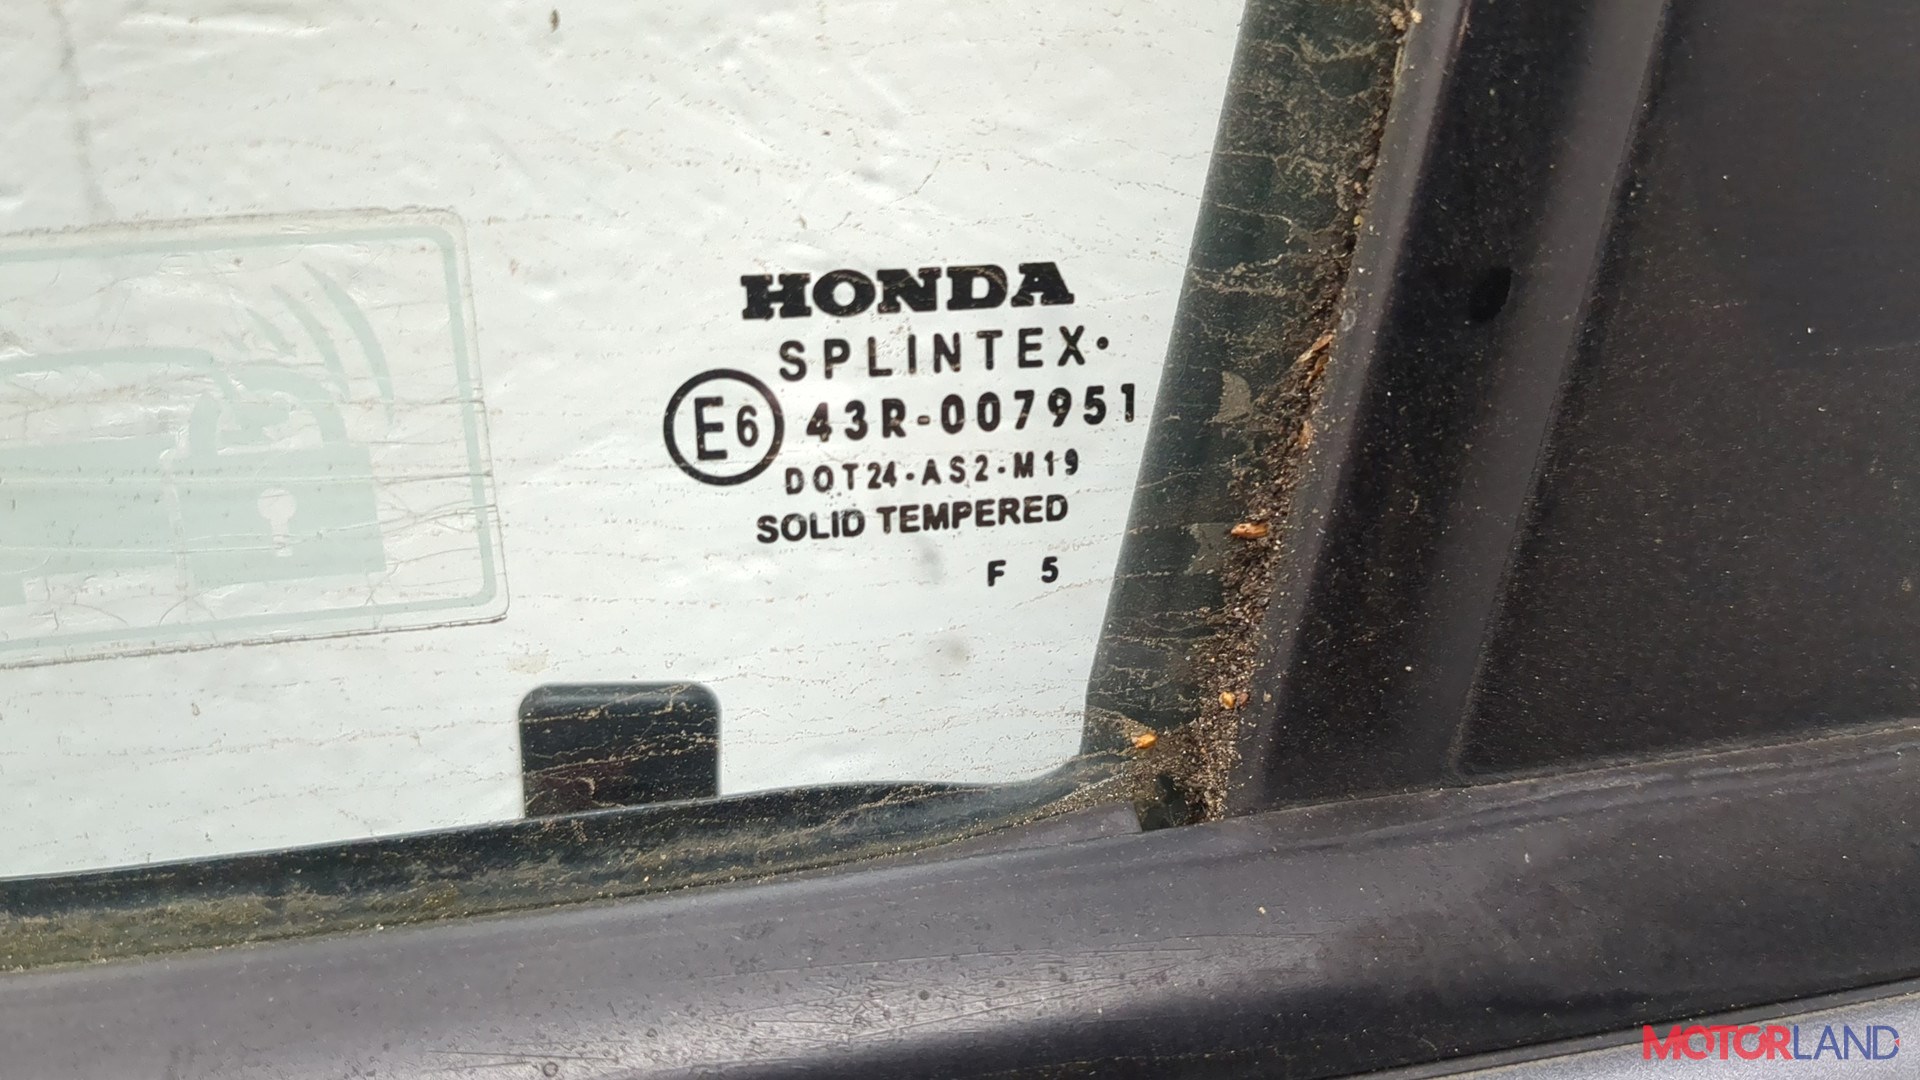 HONDA
SPLINTEX·
E6 43R-007951
DOT24-AS2-M19
SOLID TEMPERED
F 5
MOTORLAND